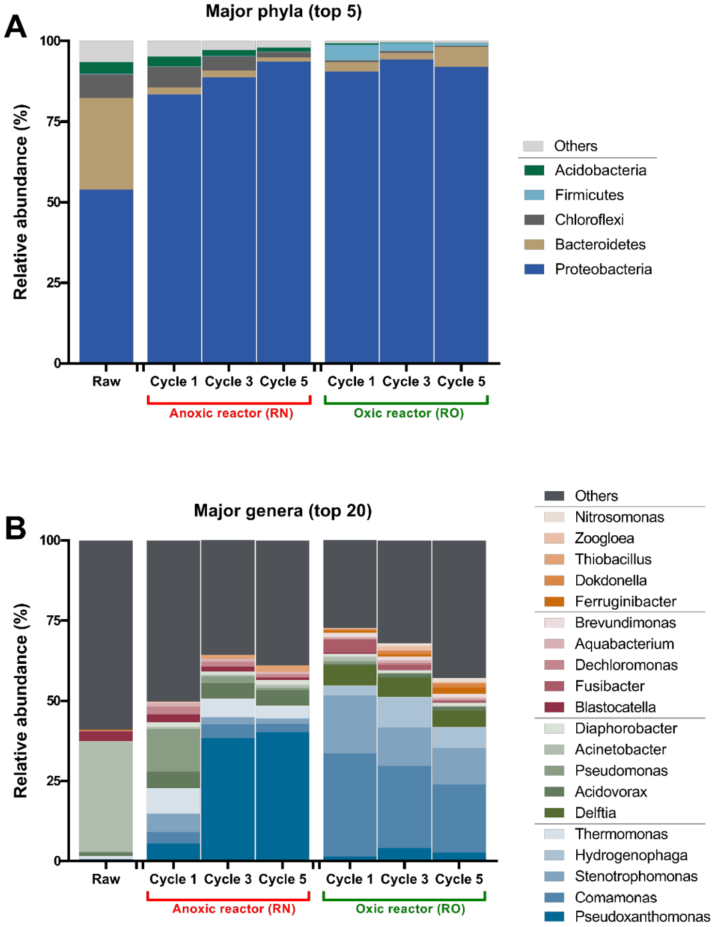 A
Major phyla (top 5)
Relative abundance (%)
100
75
50
25
0
Raw
Cycle 1
Cycle 3
Cycle 5
Cycle 1
Cycle 3
Cycle 5
Anoxic reactor (RN)
Oxic reactor (RO)
Others
Acidobacteria
Firmicutes
Chloroflexi
Bacteroidetes
Proteobacteria
B
Major genera (top 20)
Relative abundance (%)
100
75
50
25
0
Raw
Cycle 1
Cycle 3
Cycle 5
Cycle 1
Cycle 3
Cycle 5
Anoxic reactor (RN)
Oxic reactor (RO)
Others
Nitrosomonas
Zoogloea
Thiobacillus
Dokdonella
Ferruginibacter
Brevundimonas
Aquabacterium
Dechloromonas
Fusibacter
Blastocatella
Diaphorobacter
Acinetobacter
Pseudomonas
Acidovorax
Delftia
Thermomonas
Hydrogenophaga
Stenotrophomonas
Comamonas
Pseudoxanthomonas